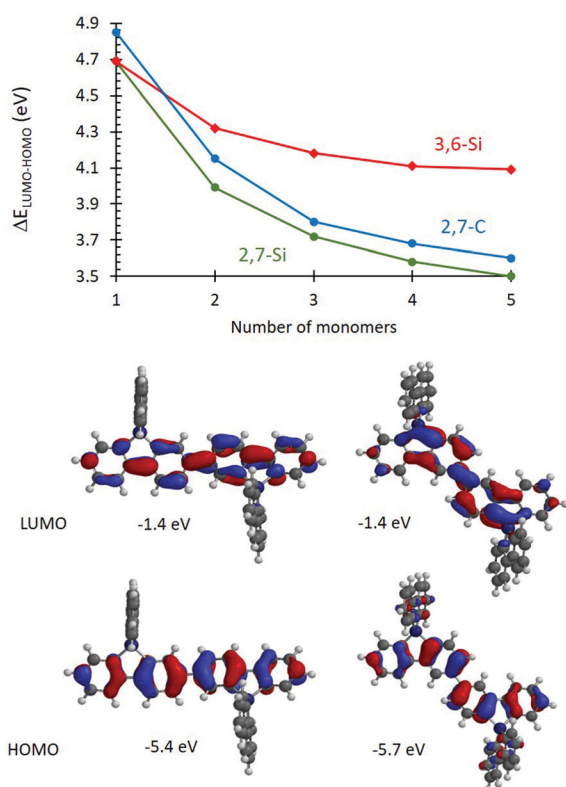 4.9
4.7
4.5
4.3
4.1
3.9
3.7
3.5
ΔE_LUMO-HOMO (eV)
3,6-Si
2,7-C
2,7-Si
1 2 3 4 5
Number of monomers
LUMO -1.4 eV -1.4 eV
HOMO -5.4 eV -5.7 eV